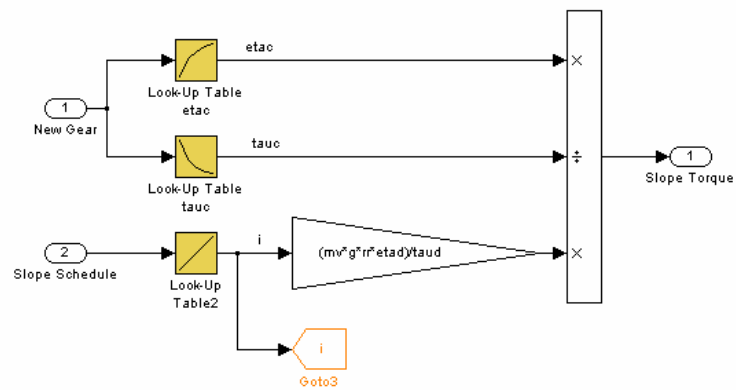 etac
×
Look-Up Table
etac
1
New Gear
tauc
÷
1
Slope Torque
Look-Up Table
tauc
2
Slope Schedule
i
(mv*g*rr*etad)/taud
×
Look-Up
Table2
i
Goto3